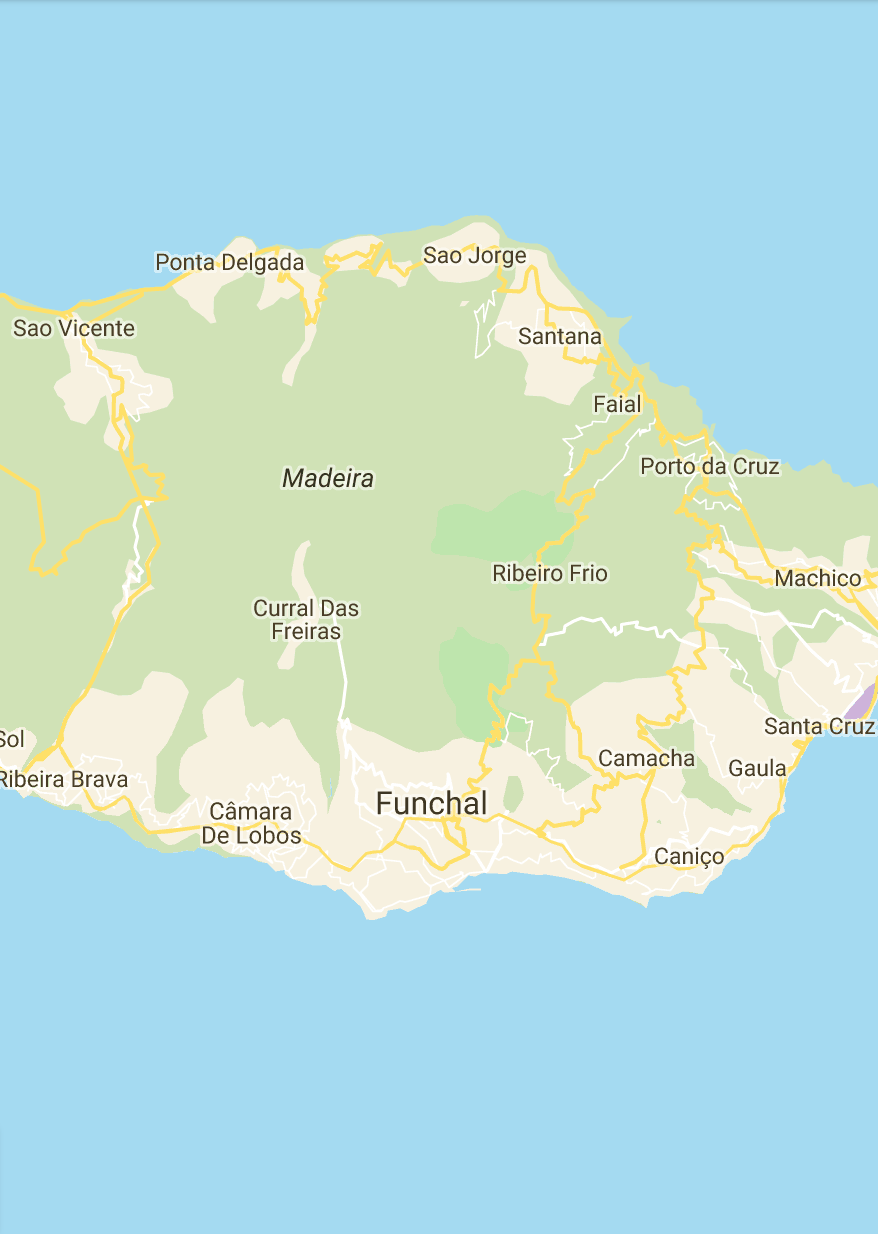 Sao Jorge
Ponta Delgada
Sao Vicente
Santana
Faial
Porto da Cruz
Madeira
Ribeiro Frio
Machico
Curral Das
Freiras
Santa Cruz
Sol
Camacha
Gaula
Ribeira Brava
Funchal
Câmara
De Lobos
Caniço